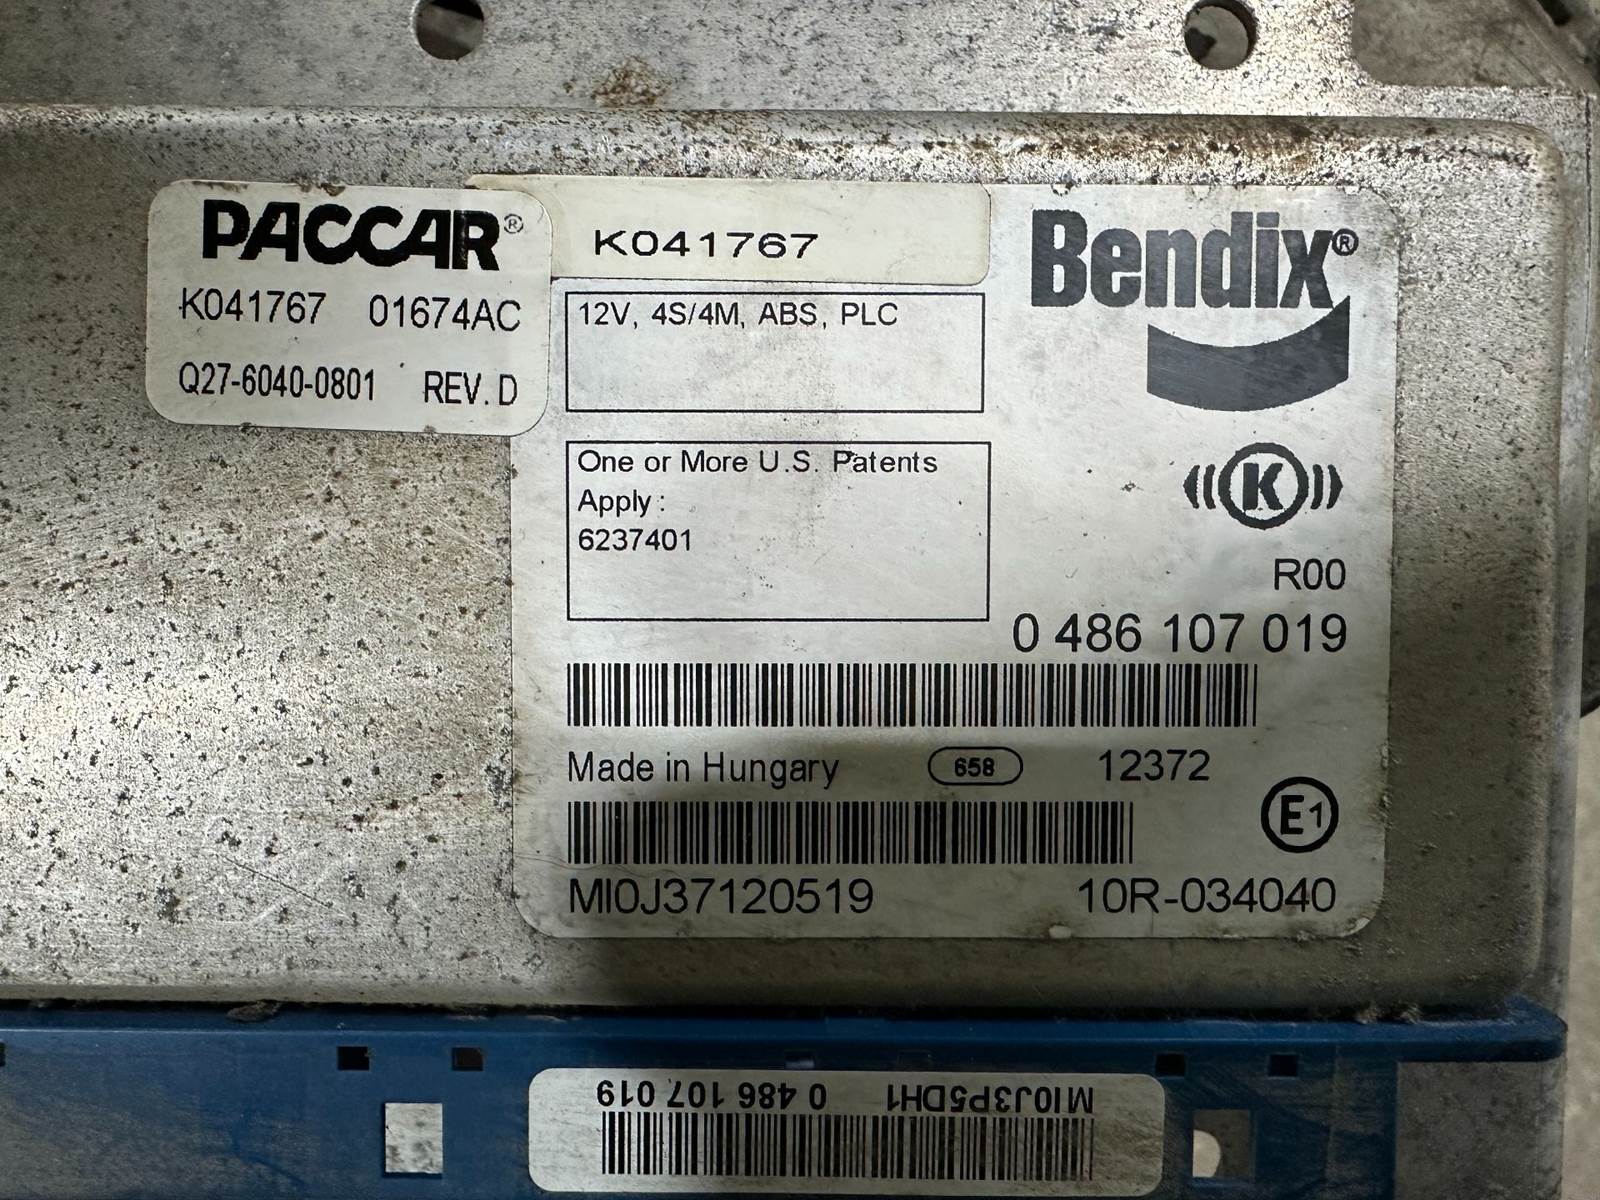 PACCAR®
K041767 01674AC
Q27-6040-0801 REV. D
K041767
12V, 4S/4M, ABS, PLC
Bendix®
One or More U.S. Patents
Apply :
6237401
K
R00
0 486 107 019
Made in Hungary 658 12372
E1
MI0J37120519 10R-034040
MI0J3P5DH1 0 486 107 019